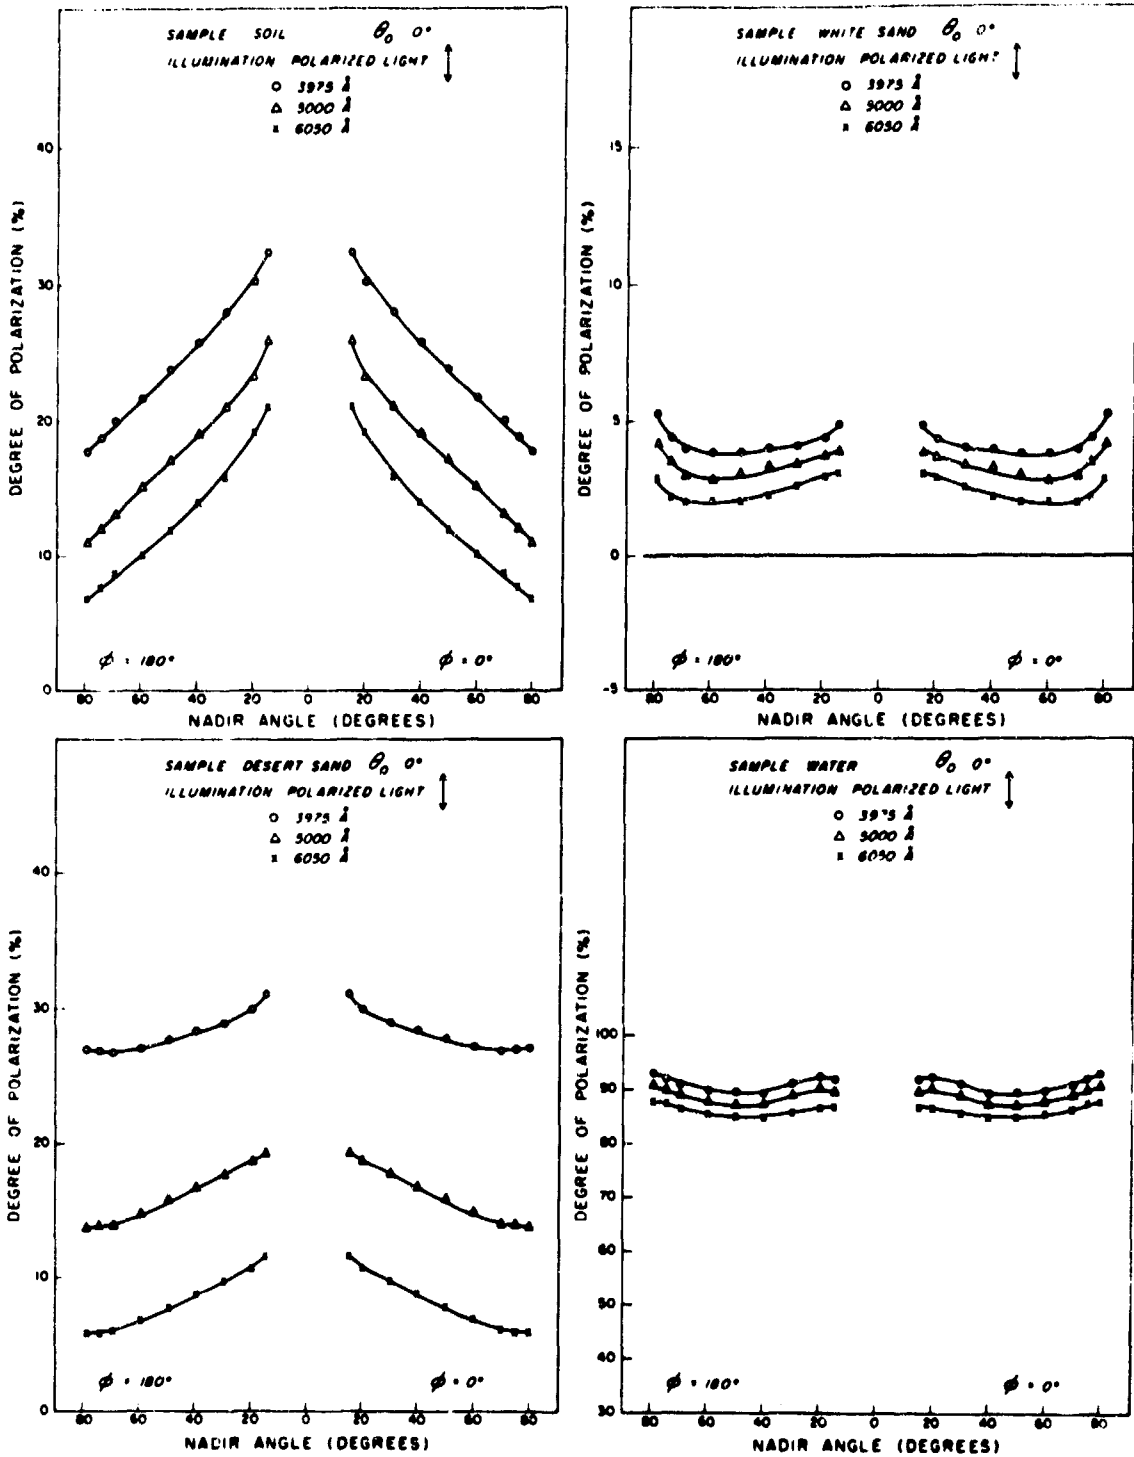 SAMPLE SOIL θ₀ 0°
ILLUMINATION POLARIZED LIGHT
○ 3975 Å
△ 5000 Å
x 6050 Å
DEGREE OF POLARIZATION (%)
40
30
20
10
0
ϕ = 180°
ϕ = 0°
80 60 40 20 0 20 40 60 80
NADIR ANGLE (DEGREES)
SAMPLE WHITE SAND θ₀ 0°
ILLUMINATION POLARIZED LIGHT
○ 3975 Å
△ 5000 Å
x 6050 Å
DEGREE OF POLARIZATION (%)
15
10
5
0
-5
ϕ = 180°
ϕ = 0°
80 60 40 20 0 20 40 60 80
NADIR ANGLE (DEGREES)
SAMPLE DESERT SAND θ₀ 0°
ILLUMINATION POLARIZED LIGHT
○ 3975 Å
△ 5000 Å
x 6050 Å
DEGREE OF POLARIZATION (%)
40
30
20
10
0
ϕ = 180°
ϕ = 0°
80 60 40 20 0 20 40 60 80
NADIR ANGLE (DEGREES)
SAMPLE WATER θ₀ 0°
ILLUMINATION POLARIZED LIGHT
○ 3975 Å
△ 5000 Å
x 6050 Å
DEGREE OF POLARIZATION (%)
100
90
80
70
60
50
40
30
ϕ = 180°
ϕ = 0°
80 60 40 20 0 20 40 60 80
NADIR ANGLE (DEGREES)